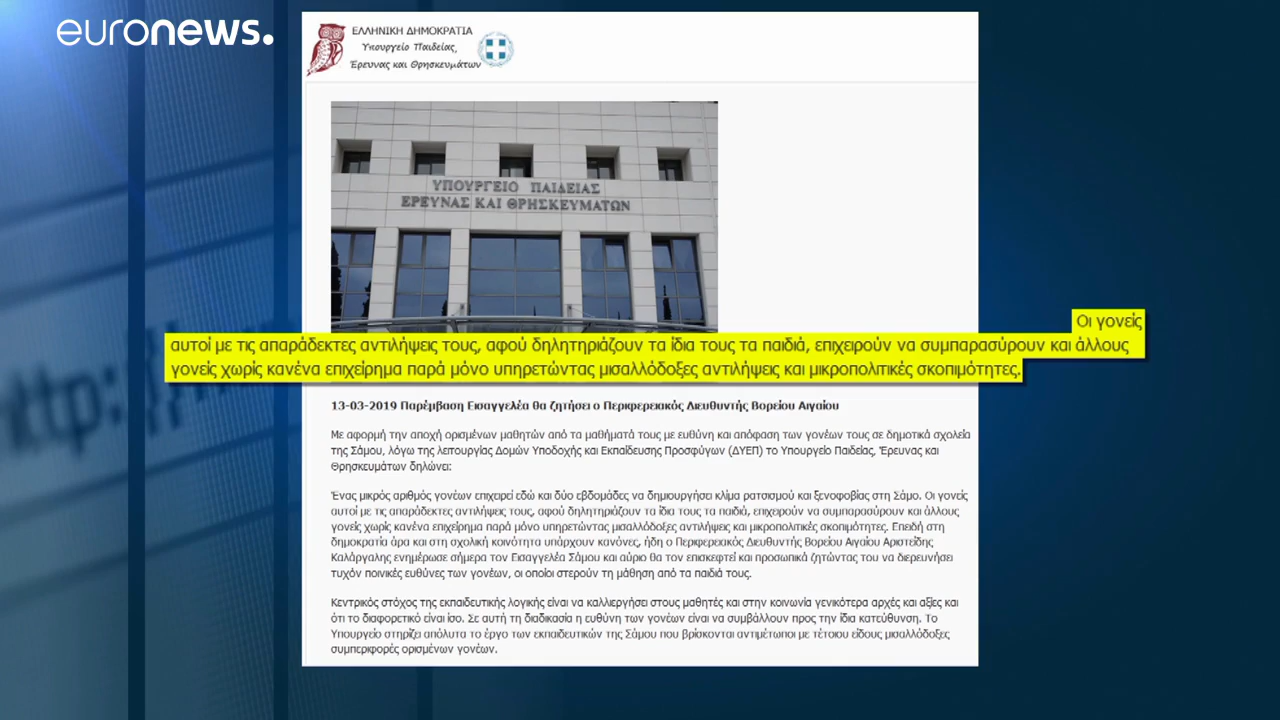 euronews.
ΕΛΛΗΝΙΚΗ ΔΗΜΟΚΡΑΤΙΑ
Υπουργείο Παιδείας,
Έρευνας και Θρησκευμάτων
ΥΠΟΥΡΓΕΙΟ ΠΑΙΔΕΙΑΣ
ΕΡΕΥΝΑΣ ΚΑΙ ΘΡΗΣΚΕΥΜΑΤΩΝ
Οι γονείς
αυτοί με τις απαράδεκτες αντιλήψεις τους, αφού δηλητηριάζουν τα ίδια τους τα παιδιά, επιχειρούν να συμπαρασύρουν και άλλους
γονείς χωρίς κανένα επιχείρημα παρά μόνο υπηρετώντας μισαλλόδοξες αντιλήψεις και μικροπολιτικές σκοπιμότητες.
13-03-2019 Παρέμβαση Εισαγγελέα θα ζητήσει ο Περιφερειακός Διευθυντής Βορείου Αιγαίου
Με αφορμή την αποχή ορισμένων μαθητών από τα μαθήματά τους με ευθύνη και απόφαση των γονέων τους σε δημοτικά σχολεία
της Σάμου, λόγω της λειτουργίας Δομών Υποδοχής και Εκπαίδευσης Προσφύγων (ΔΥΕΠ) το Υπουργείο Παιδείας, Έρευνας και
Θρησκευμάτων δηλώνει:
Ένας μικρός αριθμός γονέων επιχειρεί εδώ και δύο εβδομάδες να δημιουργήσει κλίμα ρατσισμού και ξενοφοβίας στη Σάμο. Οι γονείς
αυτοί με τις απαράδεκτες αντιλήψεις τους, αφού δηλητηριάζουν τα ίδια τους τα παιδιά, επιχειρούν να συμπαρασύρουν και άλλους
γονείς χωρίς κανένα επιχείρημα παρά μόνο υπηρετώντας μισαλλόδοξες αντιλήψεις και μικροπολιτικές σκοπιμότητες. Επειδή στη
δημοκρατία άρα και στη σχολική κοινότητα υπάρχουν κανόνες, ήδη ο Περιφερειακός Διευθυντής Βορείου Αιγαίου Αριστείδης
Καλάργαλης ενημέρωσε σήμερα τον Εισαγγελέα Σάμου και αύριο θα τον επισκεφτεί και προσωπικά ζητώντας του να διερευνήσει
τυχόν ποινικές ευθύνες των γονέων, οι οποίοι στερούν τη μάθηση από τα παιδιά τους.
Κεντρικός στόχος της εκπαιδευτικής λογικής είναι να καλλιεργήσει στους μαθητές και στην κοινωνία γενικότερα αρχές και αξίες και
ότι το διαφορετικό είναι ίσο. Σε αυτή τη διαδικασία η ευθύνη των γονέων είναι να συμβάλλουν προς την ίδια κατεύθυνση. Το
Υπουργείο στηρίζει απόλυτα το έργο των εκπαιδευτικών της Σάμου που βρίσκονται αντιμέτωποι με τέτοιου είδους μισαλλόδοξες
συμπεριφορές ορισμένων γονέων.
http: